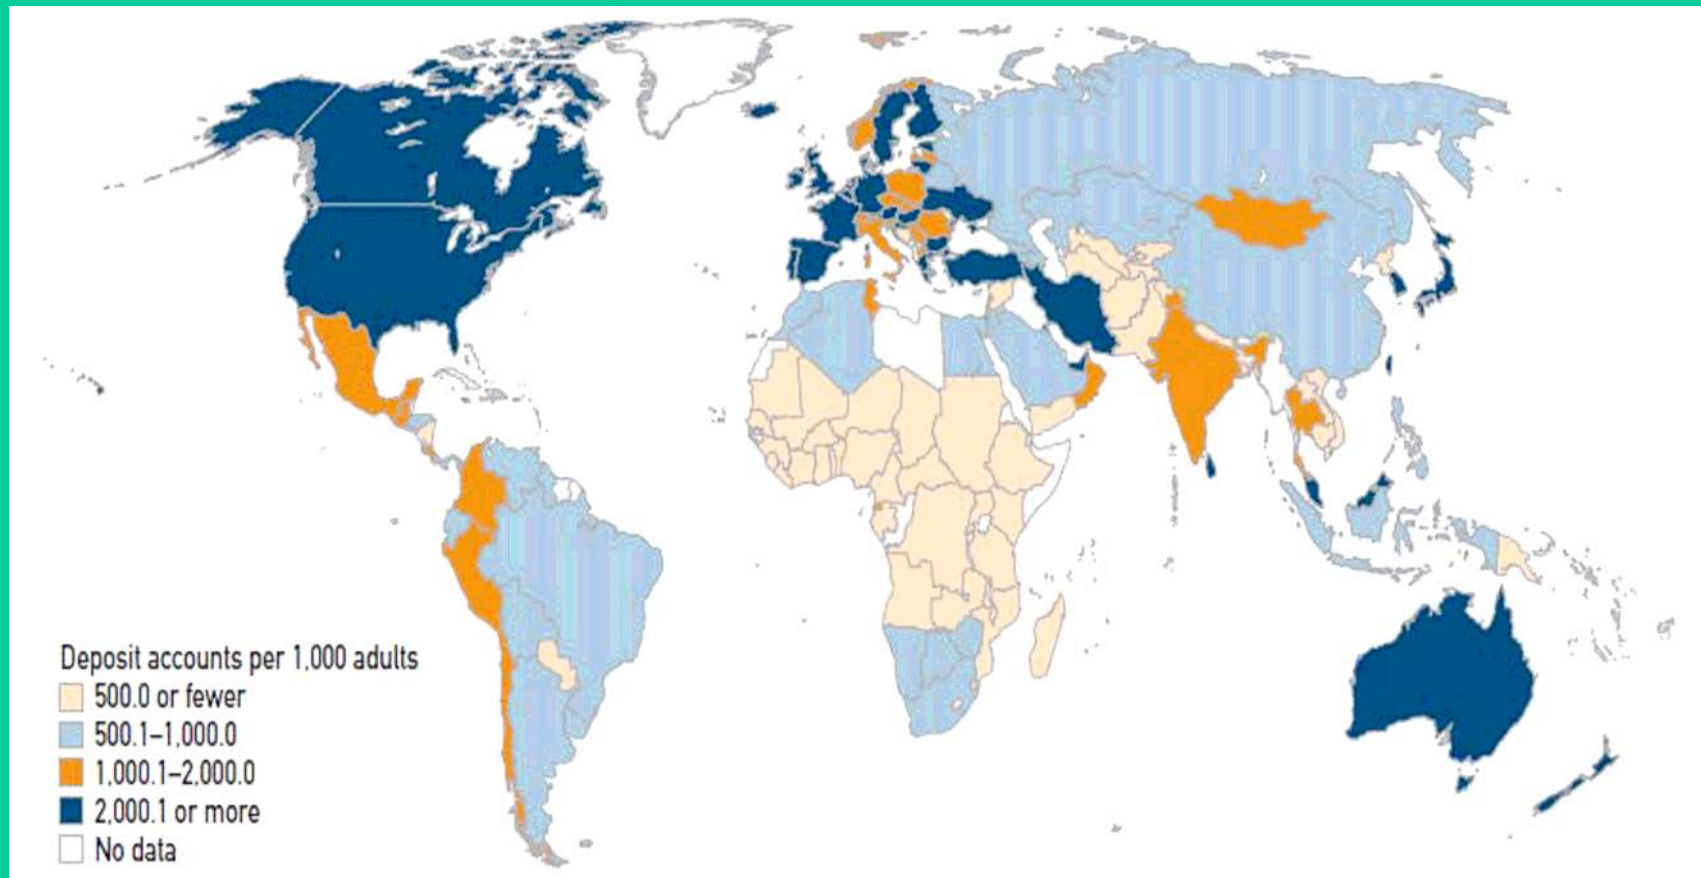 Deposit accounts per 1,000 adults
500.0 or fewer
500.1–1,000.0
1,000.1–2,000.0
2,000.1 or more
No data